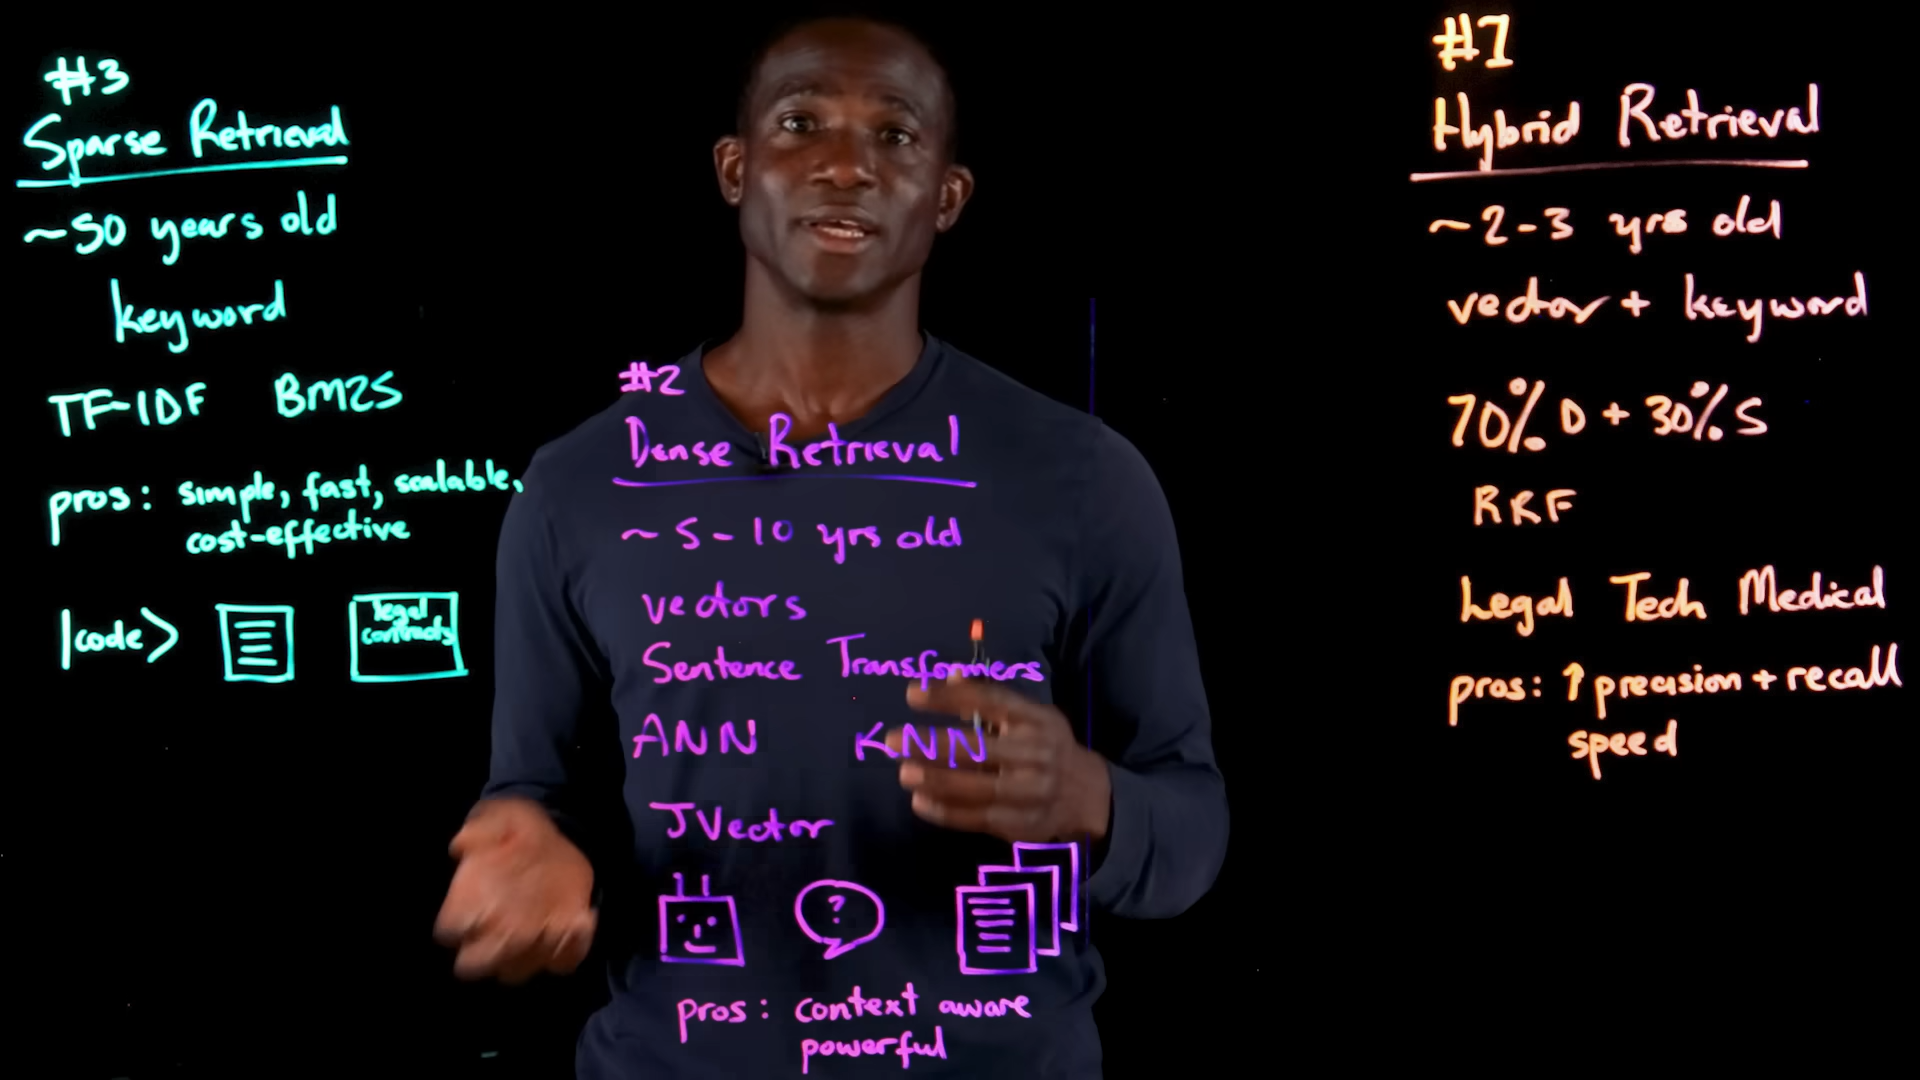 #3
Sparse Retrieval
~50 years old
keyword
TF-IDF BM25
pros: simple, fast, scalable,
cost-effective
|code>
legal
contracts
#2
Dense Retrieval
~5-10 yrs old
vectors
Sentence Transformers
ANN KNN
JVector
?
pros: context aware
powerful
#1
Hybrid Retrieval
~2-3 yrs old
vector + keyword
70% D + 30% S
RRF
Legal Tech Medical
pros: ↑ precision + recall
speed